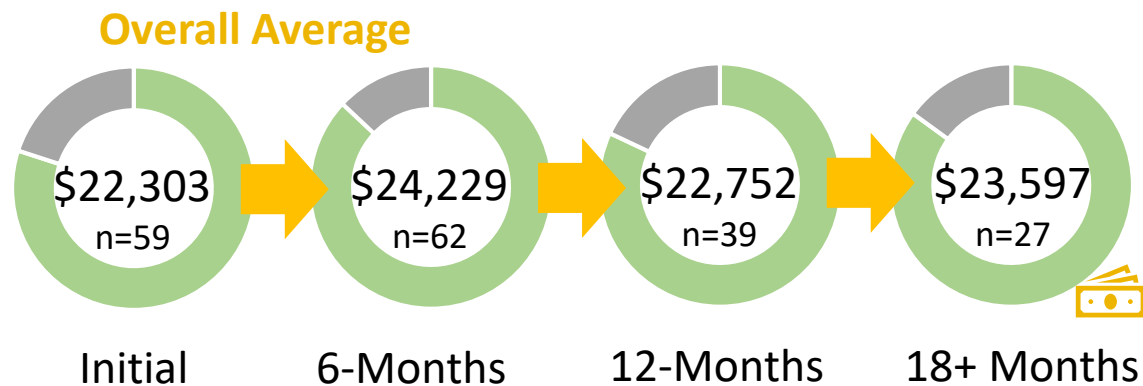 Overall Average
$22,303
n=59
Initial
$24,229
n=62
6-Months
$22,752
n=39
12-Months
$23,597
n=27
18+ Months